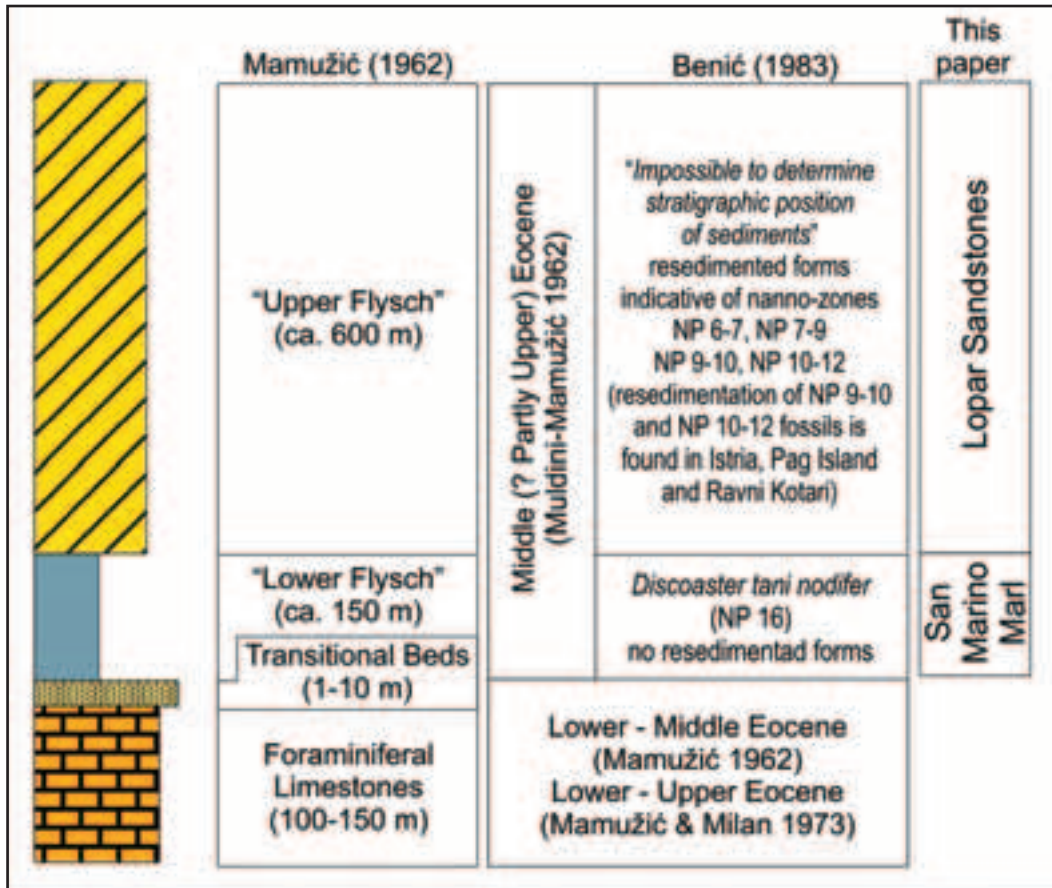 Mamužić (1962)
Benić (1983)
This
paper
"Upper Flysch"
(ca. 600 m)
"Lower Flysch"
(ca. 150 m)
Transitional Beds
(1-10 m)
Foraminiferal
Limestones
(100-150 m)
Middle (? Partly Upper) Eocene
(Muldini-Mamužić 1962)
"Impossible to determine
stratigraphic position
of sediments"
resedimented forms
indicative of nanno-zones
NP 6-7, NP 7-9
NP 9-10, NP 10-12
(resedimentation of NP 9-10
and NP 10-12 fossils is
found in Istria, Pag Island
and Ravni Kotari)
Discoaster tani nodifer
(NP 16)
no resedimentad forms
Lower - Middle Eocene
(Mamužić 1962)
Lower - Upper Eocene
(Mamužić & Milan 1973)
Lopar Sandstones
San
Marino
Marl